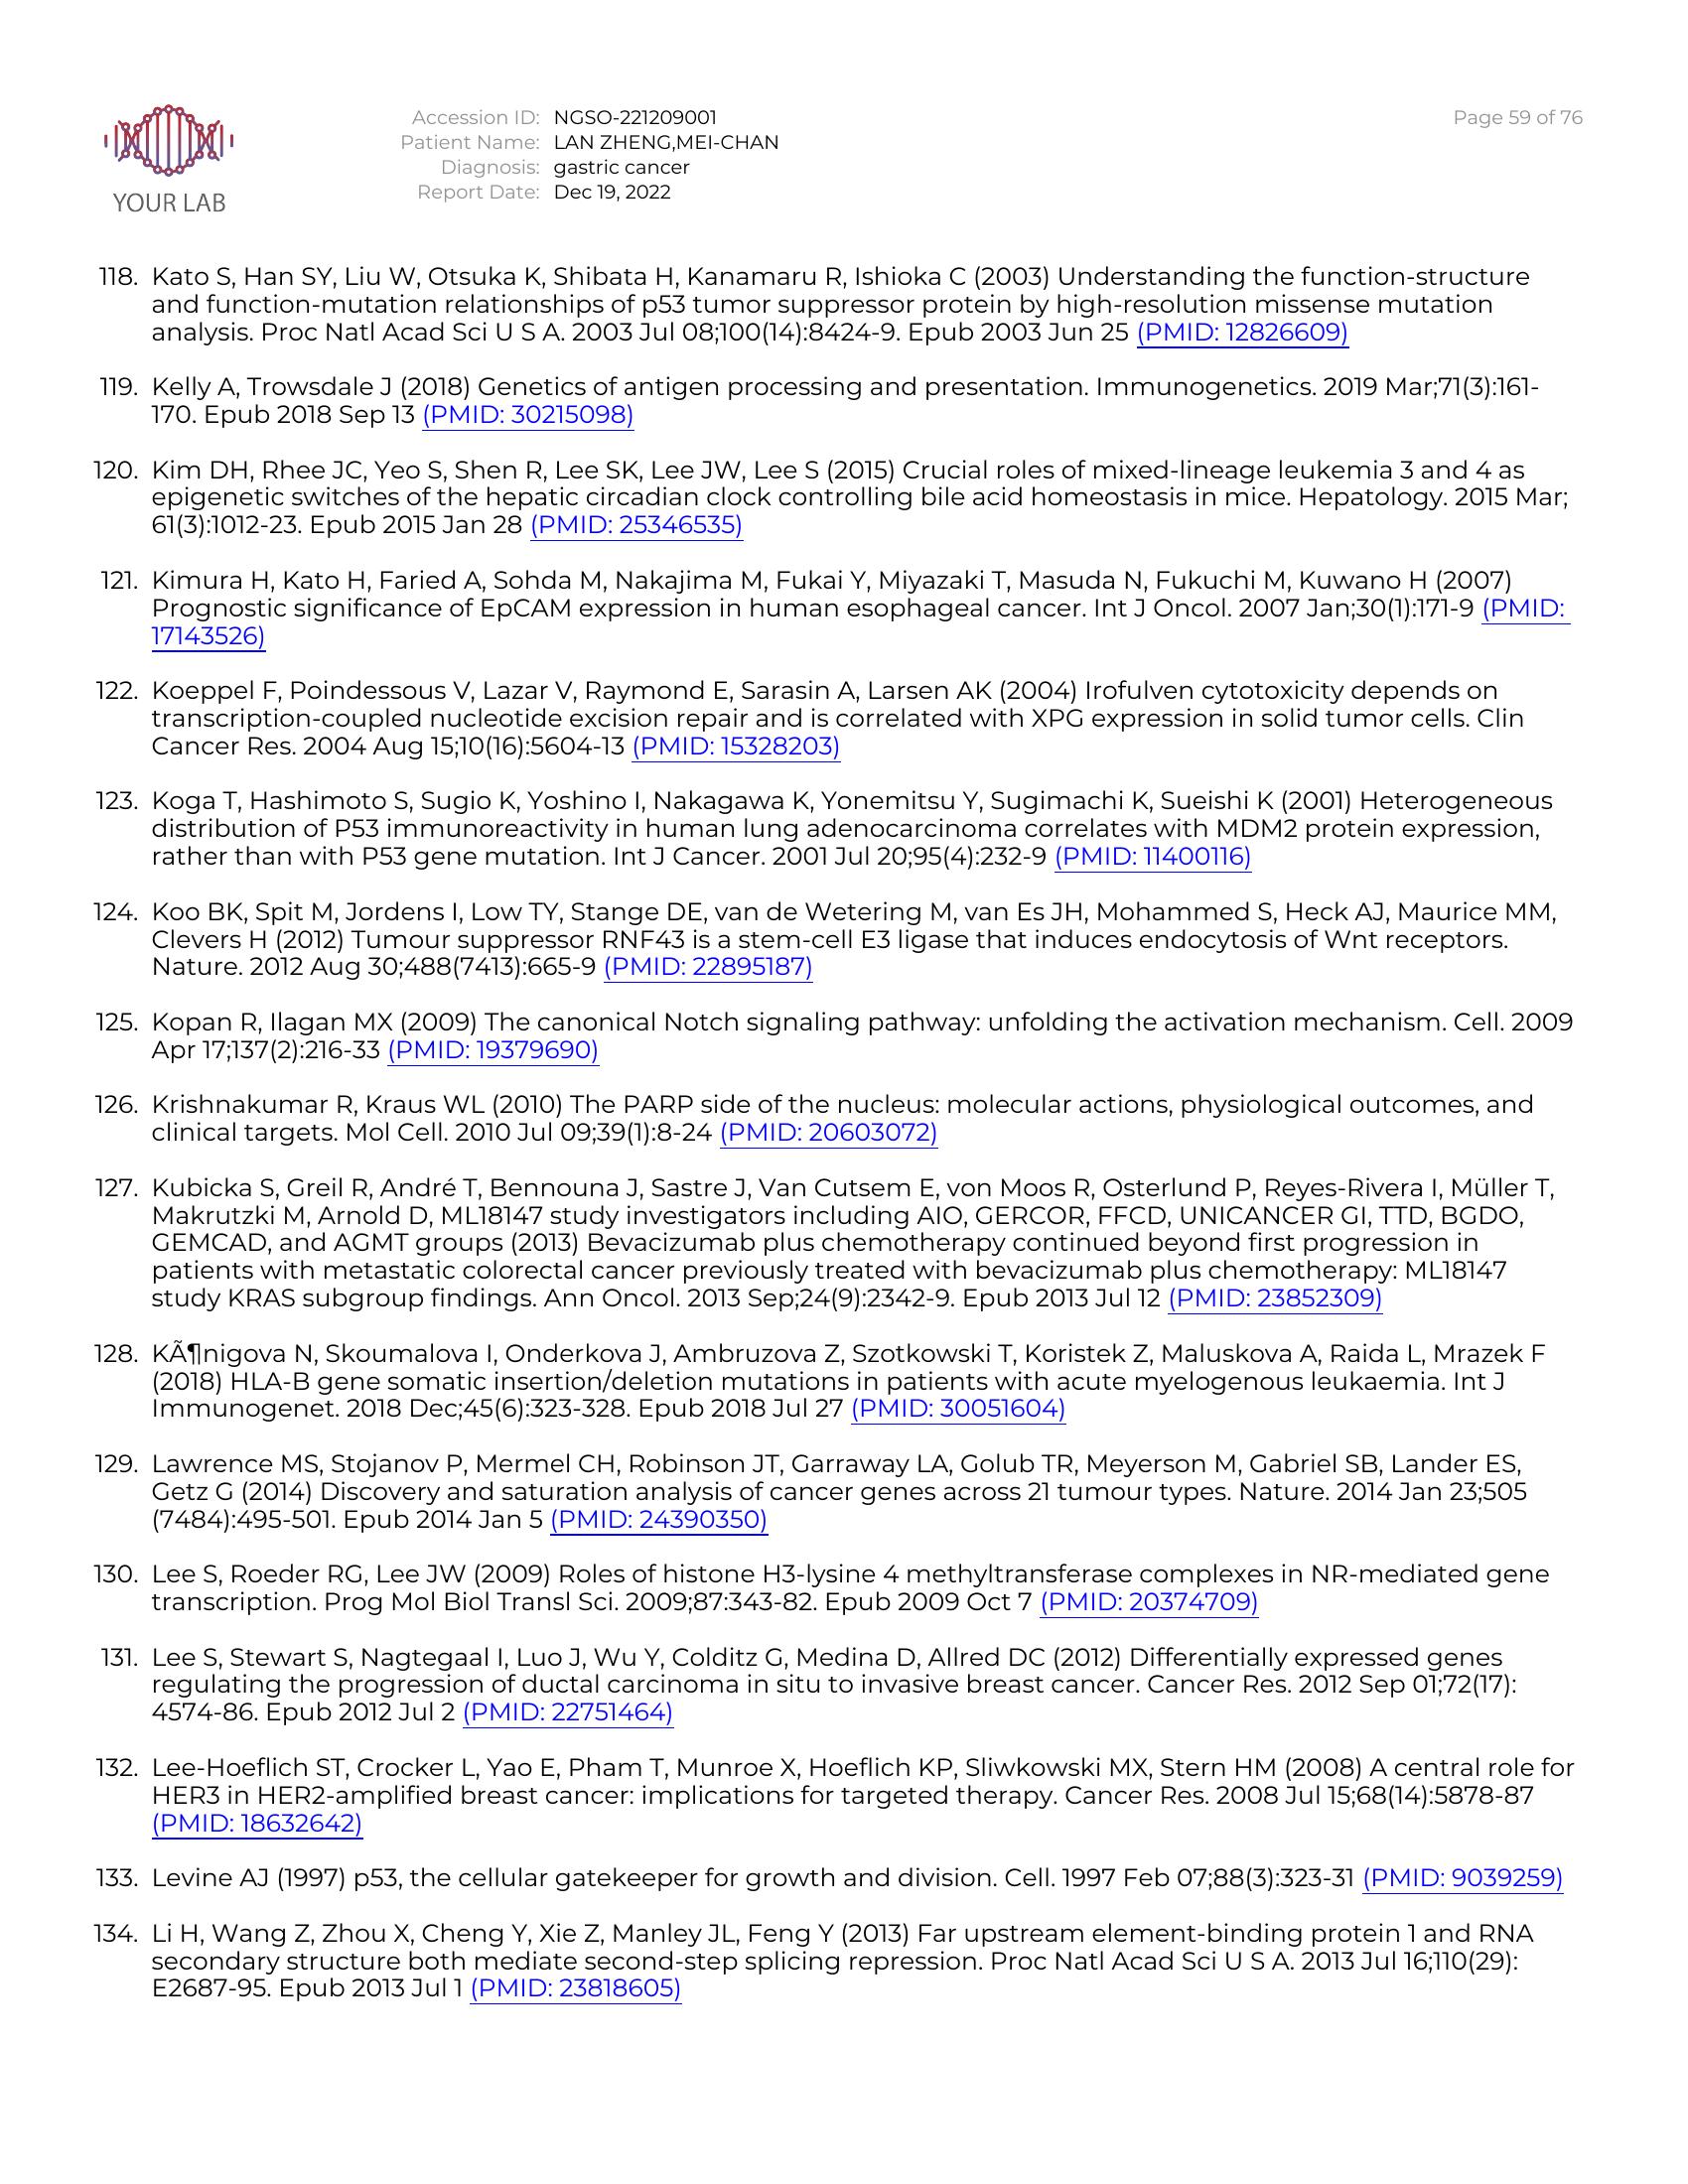 YOUR LAB
Accession ID: NGSO-221209001
Patient Name: LAN ZHENG,MEI-CHAN
Diagnosis: gastric cancer
Report Date: Dec 19, 2022
Page 59 of 76
118. Kato S, Han SY, Liu W, Otsuka K, Shibata H, Kanamaru R, Ishioka C (2003) Understanding the function-structure
and function-mutation relationships of p53 tumor suppressor protein by high-resolution missense mutation
analysis. Proc Natl Acad Sci U S A. 2003 Jul 08;100(14):8424-9. Epub 2003 Jun 25 (PMID: 12826609)
119. Kelly A, Trowsdale J (2018) Genetics of antigen processing and presentation. Immunogenetics. 2019 Mar;71(3):161-
170. Epub 2018 Sep 13 (PMID: 30215098)
120. Kim DH, Rhee JC, Yeo S, Shen R, Lee SK, Lee JW, Lee S (2015) Crucial roles of mixed-lineage leukemia 3 and 4 as
epigenetic switches of the hepatic circadian clock controlling bile acid homeostasis in mice. Hepatology. 2015 Mar;
61(3):1012-23. Epub 2015 Jan 28 (PMID: 25346535)
121. Kimura H, Kato H, Faried A, Sohda M, Nakajima M, Fukai Y, Miyazaki T, Masuda N, Fukuchi M, Kuwano H (2007)
Prognostic significance of EpCAM expression in human esophageal cancer. Int J Oncol. 2007 Jan;30(1):171-9 (PMID:
17143526)
122. Koeppel F, Poindessous V, Lazar V, Raymond E, Sarasin A, Larsen AK (2004) Irofulven cytotoxicity depends on
transcription-coupled nucleotide excision repair and is correlated with XPG expression in solid tumor cells. Clin
Cancer Res. 2004 Aug 15;10(16):5604-13 (PMID: 15328203)
123. Koga T, Hashimoto S, Sugio K, Yoshino I, Nakagawa K, Yonemitsu Y, Sugimachi K, Sueishi K (2001) Heterogeneous
distribution of P53 immunoreactivity in human lung adenocarcinoma correlates with MDM2 protein expression,
rather than with P53 gene mutation. Int J Cancer. 2001 Jul 20;95(4):232-9 (PMID: 11400116)
124. Koo BK, Spit M, Jordens I, Low TY, Stange DE, van de Wetering M, van Es JH, Mohammed S, Heck AJ, Maurice MM,
Clevers H (2012) Tumour suppressor RNF43 is a stem-cell E3 ligase that induces endocytosis of Wnt receptors.
Nature. 2012 Aug 30;488(7413):665-9 (PMID: 22895187)
125. Kopan R, Ilagan MX (2009) The canonical Notch signaling pathway: unfolding the activation mechanism. Cell. 2009
Apr 17;137(2):216-33 (PMID: 19379690)
126. Krishnakumar R, Kraus WL (2010) The PARP side of the nucleus: molecular actions, physiological outcomes, and
clinical targets. Mol Cell. 2010 Jul 09;39(1):8-24 (PMID: 20603072)
127. Kubicka S, Greil R, André T, Bennouna J, Sastre J, Van Cutsem E, von Moos R, Osterlund P, Reyes-Rivera I, Müller T,
Makrutzki M, Arnold D, ML18147 study investigators including AIO, GERCOR, FFCD, UNICANCER GI, TTD, BGDO,
GEMCAD, and AGMT groups (2013) Bevacizumab plus chemotherapy continued beyond first progression in
patients with metastatic colorectal cancer previously treated with bevacizumab plus chemotherapy: ML18147
study KRAS subgroup findings. Ann Oncol. 2013 Sep;24(9):2342-9. Epub 2013 Jul 12 (PMID: 23852309)
128. KÃ¶nigova N, Skoumalova I, Onderkova J, Ambruzova Z, Szotkowski T, Koristek Z, Maluskova A, Raida L, Mrazek F
(2018) HLA-B gene somatic insertion/deletion mutations in patients with acute myelogenous leukaemia. Int J
Immunogenet. 2018 Dec;45(6):323-328. Epub 2018 Jul 27 (PMID: 30051604)
129. Lawrence MS, Stojanov P, Mermel CH, Robinson JT, Garraway LA, Golub TR, Meyerson M, Gabriel SB, Lander ES,
Getz G (2014) Discovery and saturation analysis of cancer genes across 21 tumour types. Nature. 2014 Jan 23;505
(7484):495-501. Epub 2014 Jan 5 (PMID: 24390350)
130. Lee S, Roeder RG, Lee JW (2009) Roles of histone H3-lysine 4 methyltransferase complexes in NR-mediated gene
transcription. Prog Mol Biol Transl Sci. 2009;87:343-82. Epub 2009 Oct 7 (PMID: 20374709)
131. Lee S, Stewart S, Nagtegaal I, Luo J, Wu Y, Colditz G, Medina D, Allred DC (2012) Differentially expressed genes
regulating the progression of ductal carcinoma in situ to invasive breast cancer. Cancer Res. 2012 Sep 01;72(17):
4574-86. Epub 2012 Jul 2 (PMID: 22751464)
132. Lee-Hoeflich ST, Crocker L, Yao E, Pham T, Munroe X, Hoeflich KP, Sliwkowski MX, Stern HM (2008) A central role for
HER3 in HER2-amplified breast cancer: implications for targeted therapy. Cancer Res. 2008 Jul 15;68(14):5878-87
(PMID: 18632642)
133. Levine AJ (1997) p53, the cellular gatekeeper for growth and division. Cell. 1997 Feb 07;88(3):323-31 (PMID: 9039259)
134. Li H, Wang Z, Zhou X, Cheng Y, Xie Z, Manley JL, Feng Y (2013) Far upstream element-binding protein 1 and RNA
secondary structure both mediate second-step splicing repression. Proc Natl Acad Sci U S A. 2013 Jul 16;110(29):
E2687-95. Epub 2013 Jul 1 (PMID: 23818605)